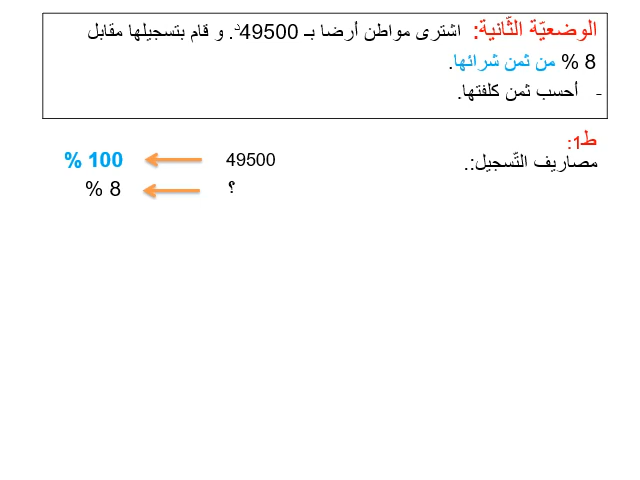 الوضعيّة الثّانية: اشترى مواطن أرضا بـ 49500د. و قام بتسجيلها مقابل
8 % من ثمن شرائها.
- أحسب ثمن كلفتها.
ط1:
مصاريف التّسجيل:.
49500 100 %
؟ 8 %